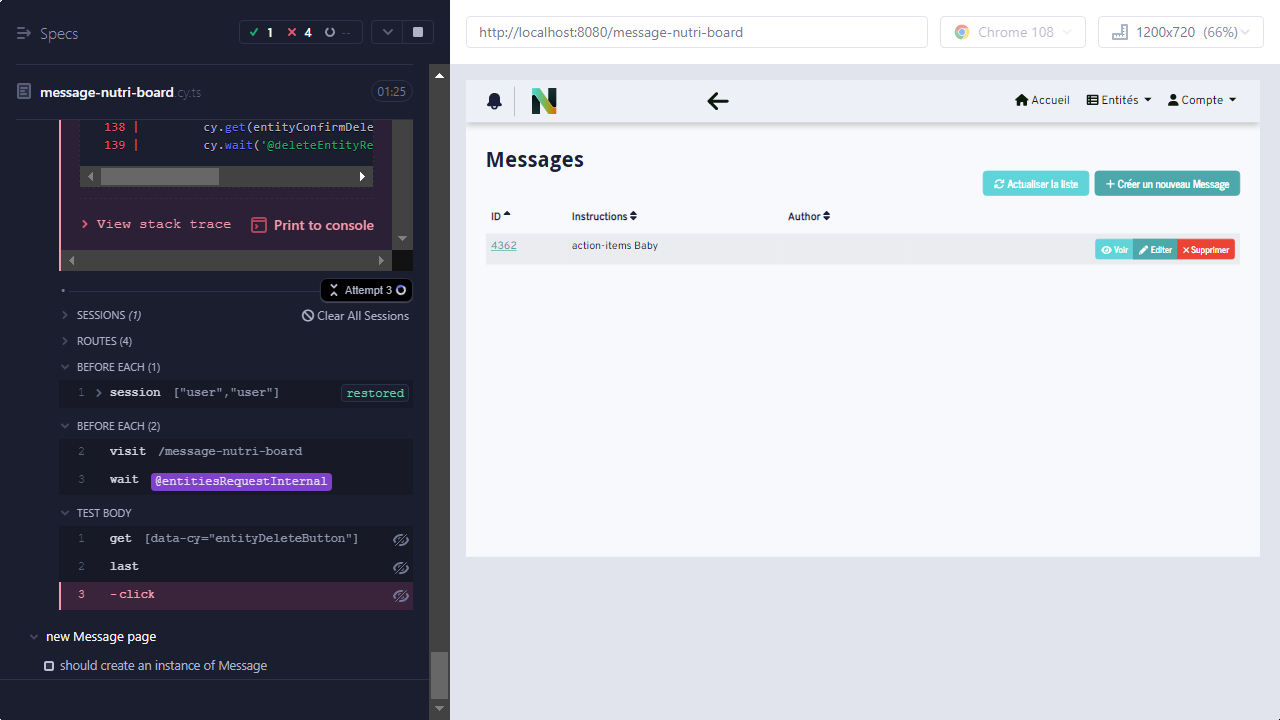 Specs
1
4
--
message-nutri-board.cy.ts
01:25
138 | cy.get(entityConfirmDele
139 | cy.wait('@deleteEntityRe
View stack trace
Print to console
Attempt 3
SESSIONS (1)
Clear All Sessions
ROUTES (4)
BEFORE EACH (1)
1 session ["user","user"] restored
BEFORE EACH (2)
2 visit /message-nutri-board
3 wait @entitiesRequestInternal
TEST BODY
1 get [data-cy="entityDeleteButton"]
2 last
3 -click
new Message page
should create an instance of Message
http://localhost:8080/message-nutri-board
Chrome 108
1200x720 (66%)
N
Accueil
Entités
Compte
Messages
Actualiser la liste
+ Créer un nouveau Message
ID Instructions Author
4362 action-items Baby
Voir Editer Supprimer